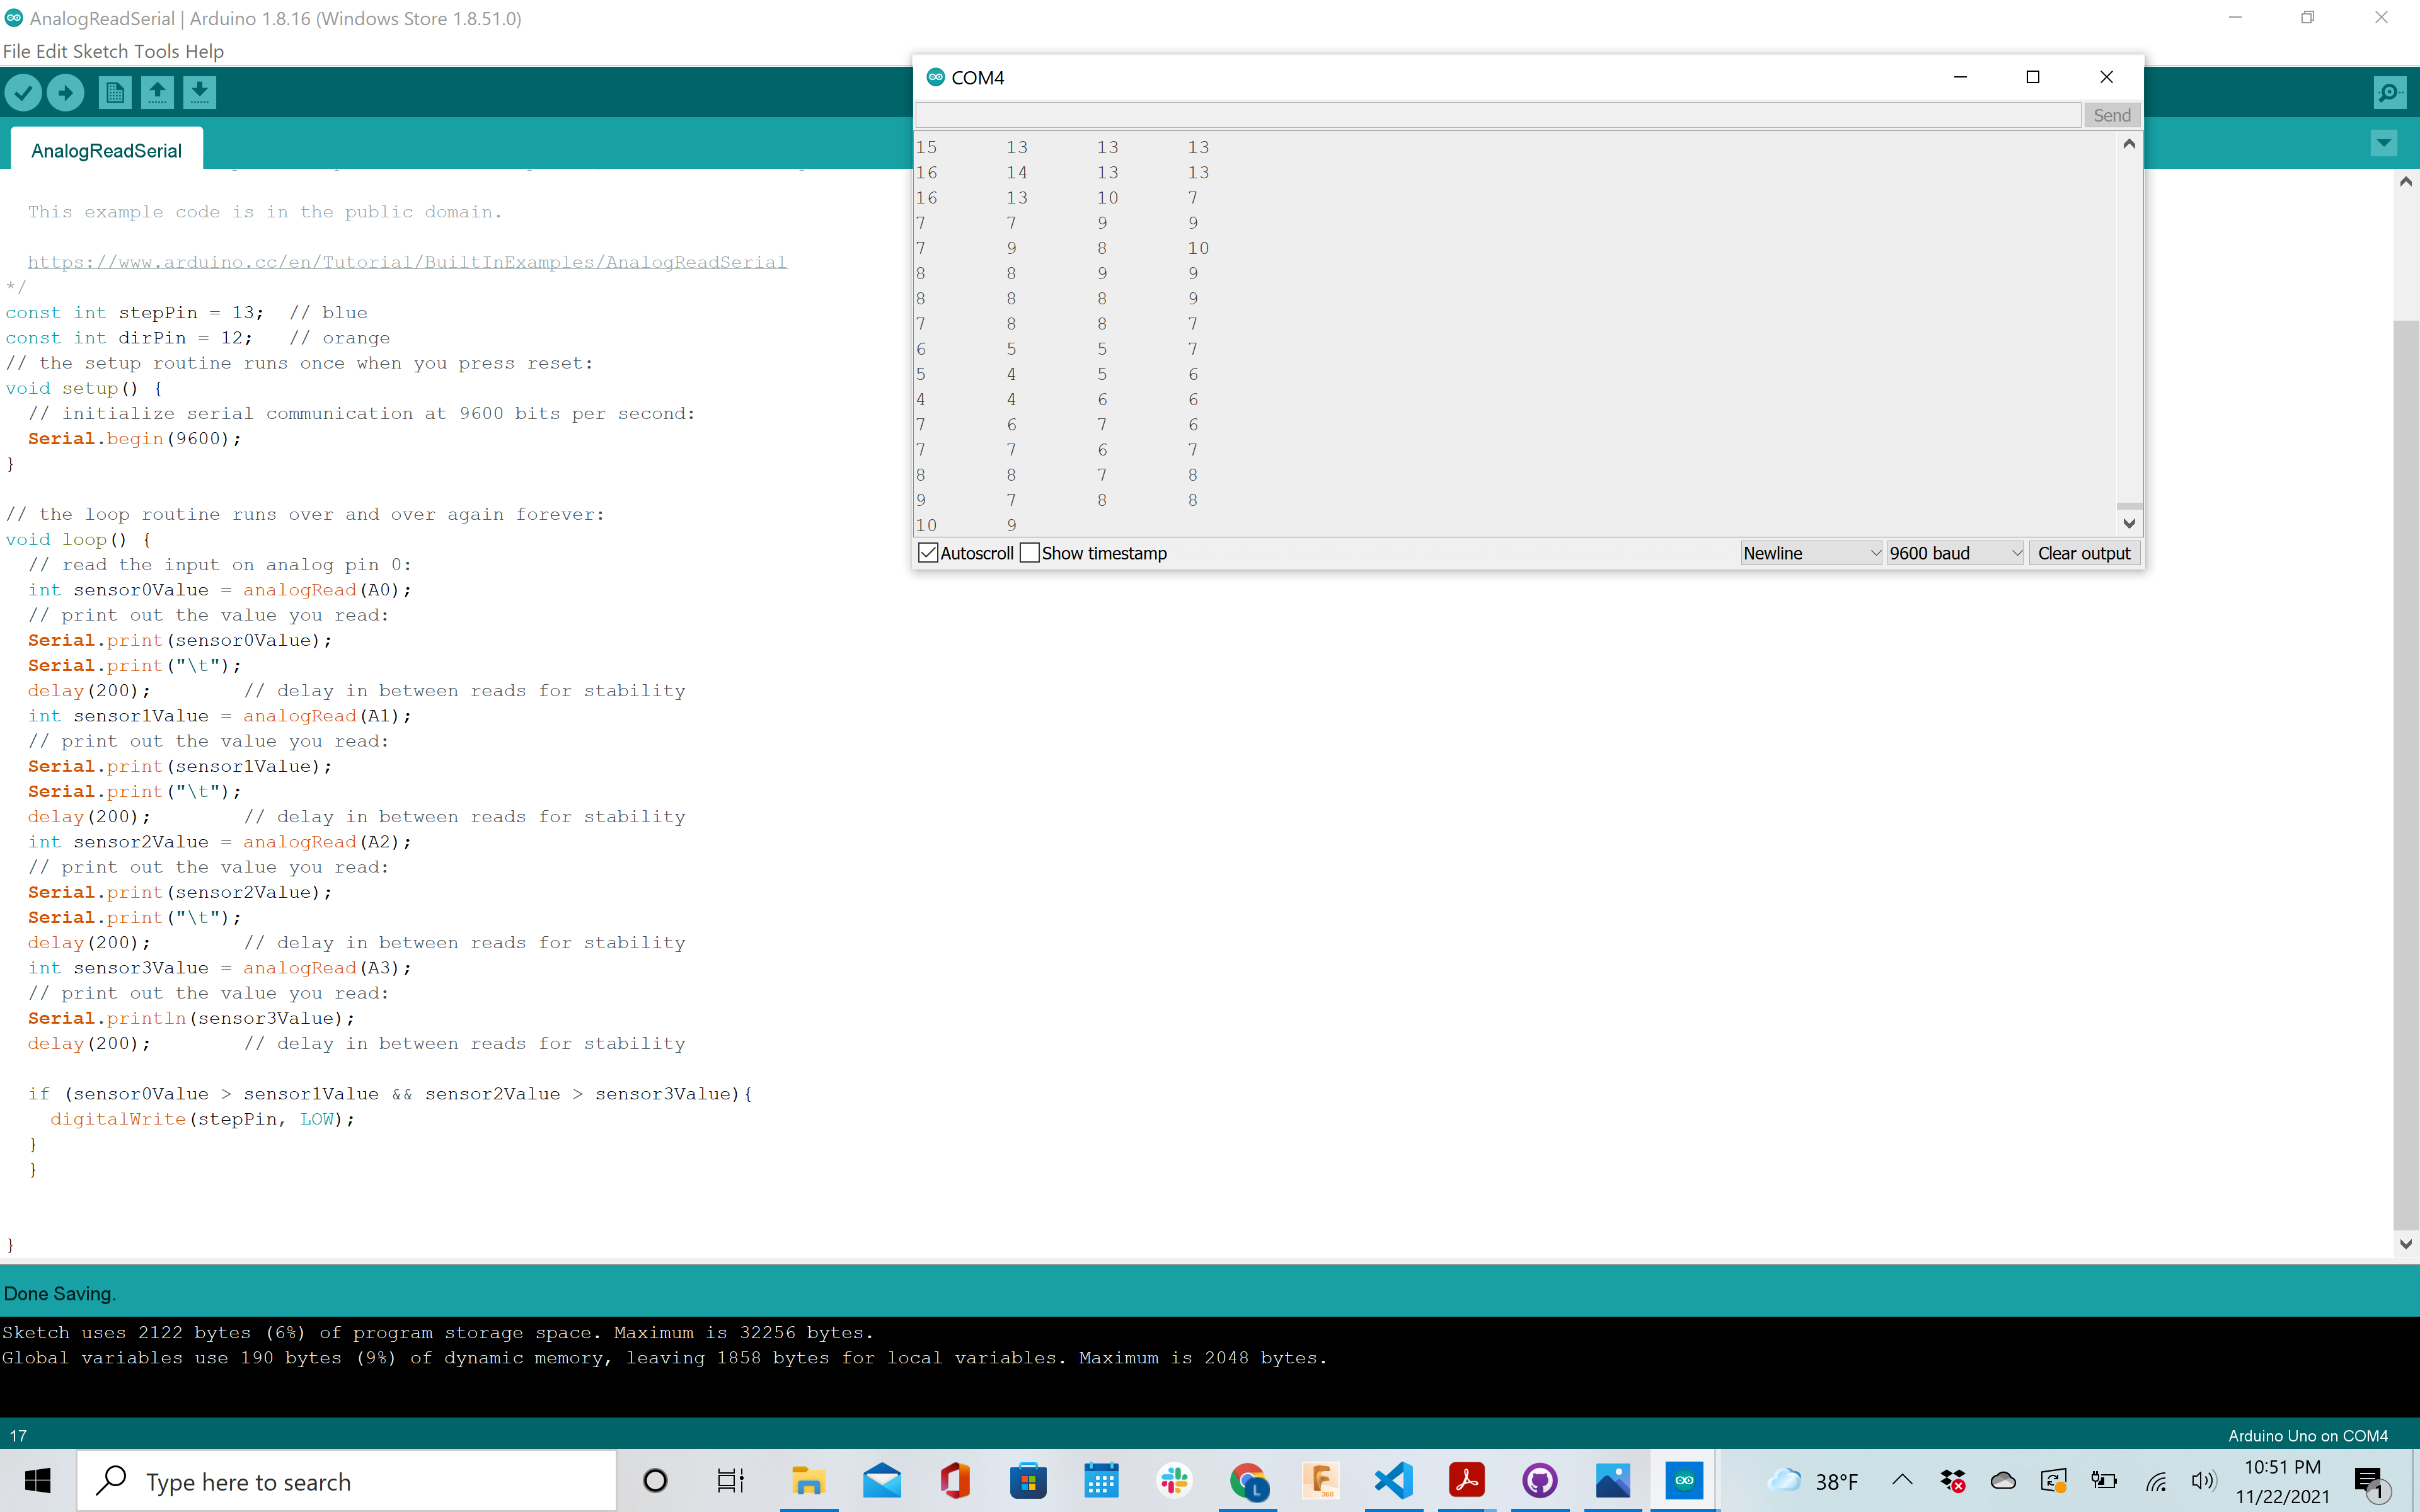 AnalogReadSerial | Arduino 1.8.16 (Windows Store 1.8.51.0)
File Edit Sketch Tools Help
AnalogReadSerial
This example code is in the public domain.
https://www.arduino.cc/en/Tutorial/BuiltInExamples/AnalogReadSerial
*/
const int stepPin = 13;  // blue
const int dirPin = 12;   // orange
// the setup routine runs once when you press reset:
void setup() {
// initialize serial communication at 9600 bits per second:
Serial.begin(9600);
}
// the loop routine runs over and over again forever:
void loop() {
// read the input on analog pin 0:
int sensor0Value = analogRead(A0);
// print out the value you read:
Serial.print(sensor0Value);
Serial.print("\t");
delay(200);        // delay in between reads for stability
int sensor1Value = analogRead(A1);
// print out the value you read:
Serial.print(sensor1Value);
Serial.print("\t");
delay(200);        // delay in between reads for stability
int sensor2Value = analogRead(A2);
// print out the value you read:
Serial.print(sensor2Value);
Serial.print("\t");
delay(200);        // delay in between reads for stability
int sensor3Value = analogRead(A3);
// print out the value you read:
Serial.println(sensor3Value);
delay(200);        // delay in between reads for stability
if (sensor0Value > sensor1Value && sensor2Value > sensor3Value){
digitalWrite(stepPin, LOW);
}
}
}
COM4
Send
15 13 13 13
16 14 13 13
16 13 10 7
7 7 9 9
7 9 8 10
8 8 9 9
8 8 8 9
7 8 8 7
6 5 5 7
5 4 5 6
4 4 6 6
7 6 7 6
7 7 6 7
8 8 7 8
9 7 8 8
10 9
Autoscroll Show timestamp Newline 9600 baud Clear output
Done Saving.
Sketch uses 2122 bytes (6%) of program storage space. Maximum is 32256 bytes.
Global variables use 190 bytes (9%) of dynamic memory, leaving 1858 bytes for local variables. Maximum is 2048 bytes.
17 Arduino Uno on COM4
Type here to search
L
360
38°F
10:51 PM
11/22/2021
1